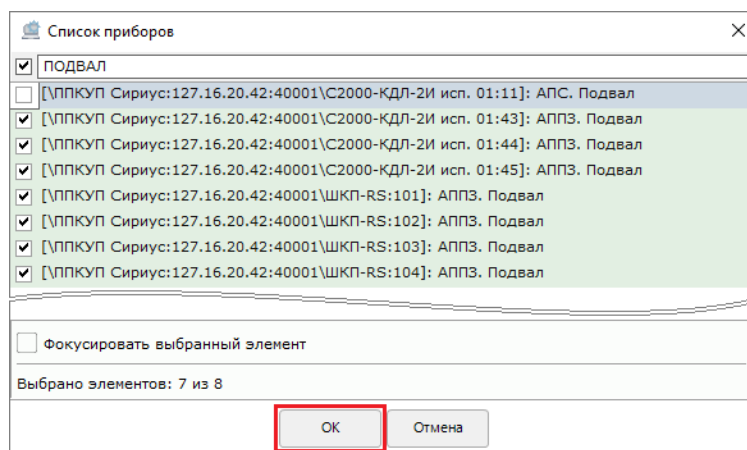 Список приборов
ПОДВАЛ
[\ППКУП Сириус:127.16.20.42:40001\С2000-КДЛ-2И исп. 01:11]: АПС. Подвал
[\ППКУП Сириус:127.16.20.42:40001\С2000-КДЛ-2И исп. 01:43]: АППЗ. Подвал
[\ППКУП Сириус:127.16.20.42:40001\С2000-КДЛ-2И исп. 01:44]: АППЗ. Подвал
[\ППКУП Сириус:127.16.20.42:40001\С2000-КДЛ-2И исп. 01:45]: АППЗ. Подвал
[\ППКУП Сириус:127.16.20.42:40001\ШКП-RS:101]: АППЗ. Подвал
[\ППКУП Сириус:127.16.20.42:40001\ШКП-RS:102]: АППЗ. Подвал
[\ППКУП Сириус:127.16.20.42:40001\ШКП-RS:103]: АППЗ. Подвал
[\ППКУП Сириус:127.16.20.42:40001\ШКП-RS:104]: АППЗ. Подвал
Фокусировать выбранный элемент
Выбрано элементов: 7 из 8
ОК Отмена